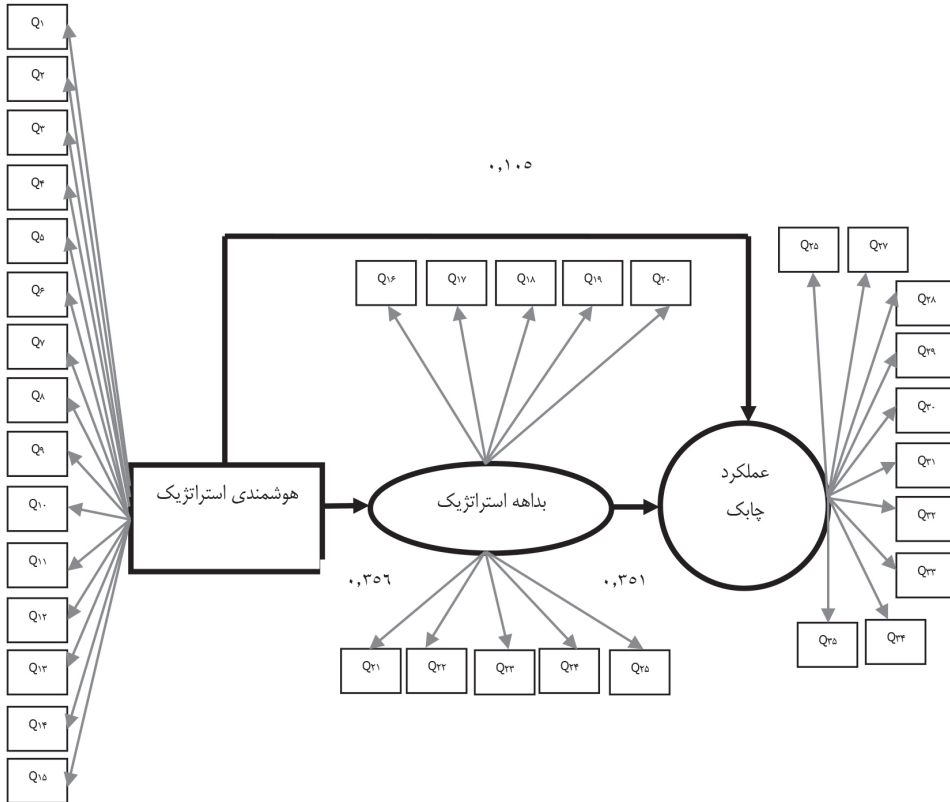 Q۱
Q۲
Q۳
Q۴
Q۵
Q۶
Q۷
Q۸
Q۹
Q۱۰
Q۱۱
Q۱۲
Q۱۳
Q۱۴
Q۱۵
۰,۱۰۵
Q۱۶ Q۱۷ Q۱۸ Q۱۹ Q۲۰
هوشمندی استراتژیک
بداهه استراتژیک
عملکرد
چابک
۰,۳۵۶
۰,۳۵۱
Q۲۱ Q۲۲ Q۲۳ Q۲۴ Q۲۵
Q۲۵ Q۲۷
Q۲۸
Q۲۹
Q۳۰
Q۳۱
Q۳۲
Q۳۳
Q۳۵ Q۳۴